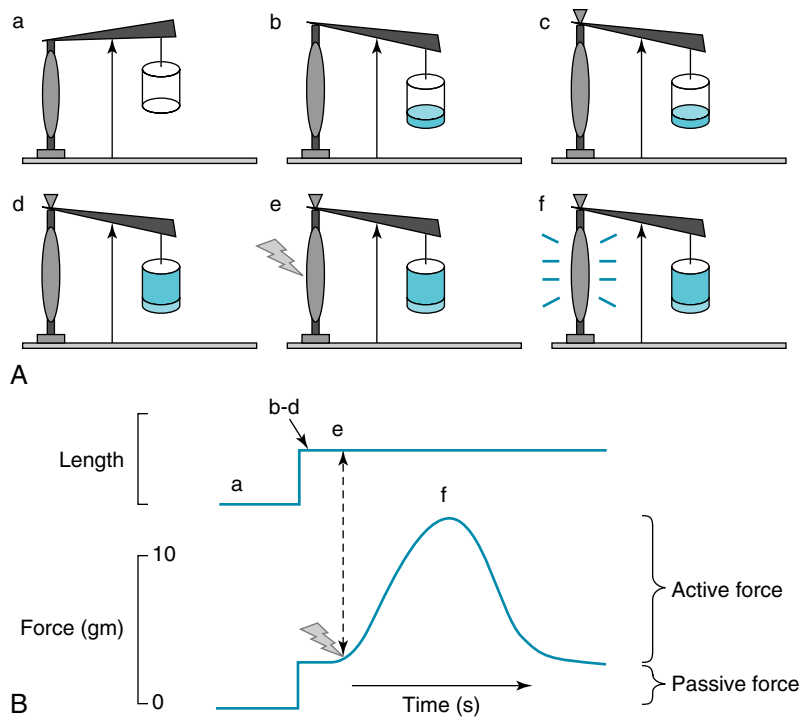 a
b
c
d
e
f
A
b-d
e
Length
a
f
10
Active force
Force (gm)
Passive force
0
Time (s)
B